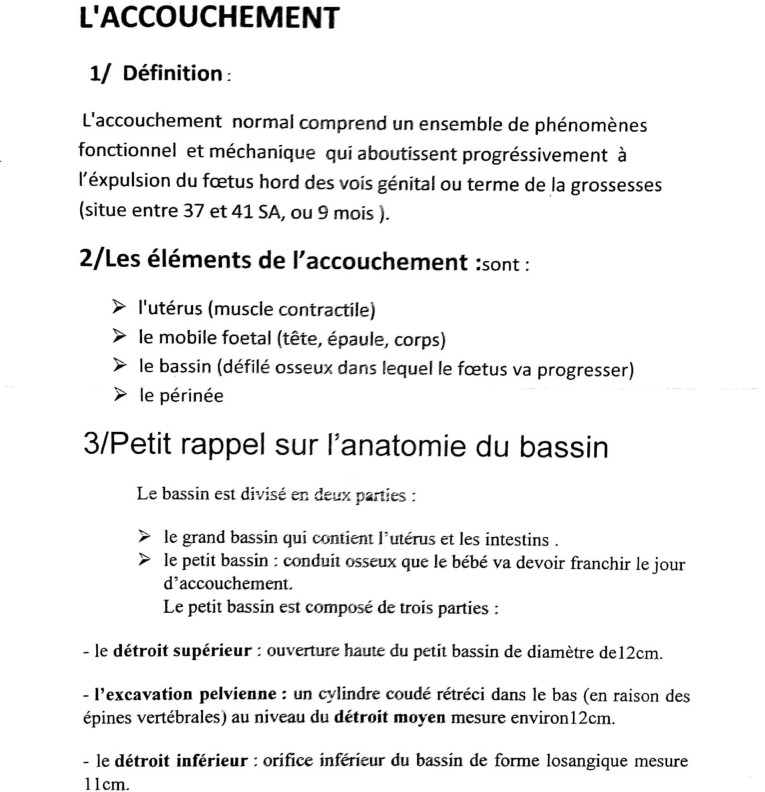 L'ACCOUCHEMENT
1/ Définition :
L'accouchement normal comprend un ensemble de phénomènes
fonctionnel et méchanique qui aboutissent progréssivement à
l'éxpulsion du fœtus hord des vois génital ou terme de la grossesses
(situe entre 37 et 41 SA, ou 9 mois ).
2/Les éléments de l'accouchement :sont :
➢ l'utérus (muscle contractile)
➢ le mobile foetal (tête, épaule, corps)
➢ le bassin (défilé osseux dans lequel le fœtus va progresser)
➢ le périnée
3/Petit rappel sur l'anatomie du bassin
Le bassin est divisé en deux parties :
➢ le grand bassin qui contient l'utérus et les intestins .
➢ le petit bassin : conduit osseux que le bébé va devoir franchir le jour
d'accouchement.
Le petit bassin est composé de trois parties :
- le détroit supérieur : ouverture haute du petit bassin de diamètre de12cm.
- l'excavation pelvienne : un cylindre coudé rétréci dans le bas (en raison des
épines vertébrales) au niveau du détroit moyen mesure environ12cm.
- le détroit inférieur : orifice inférieur du bassin de forme losangique mesure
11cm.